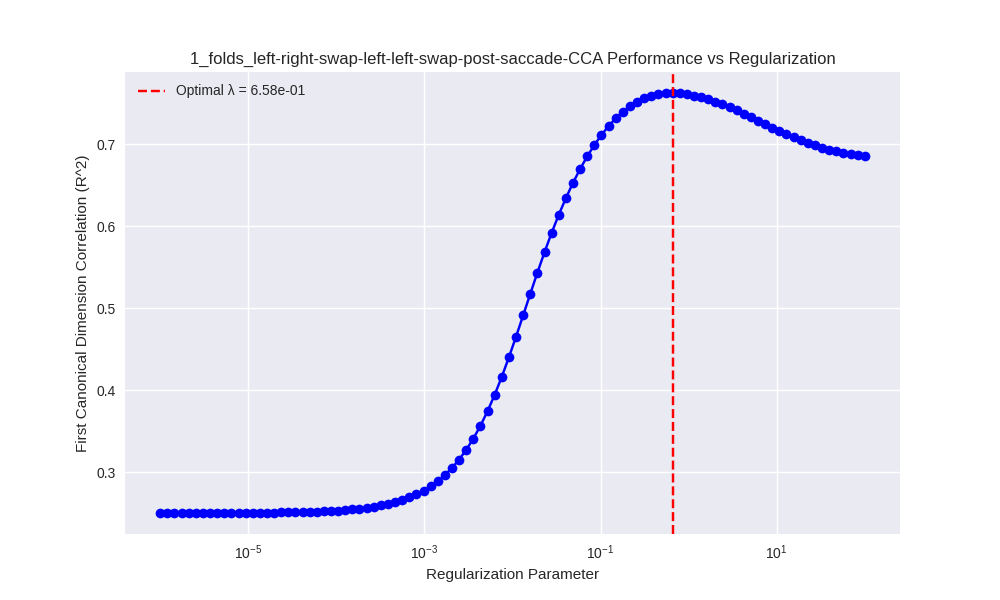 1_folds_left-right-swap-left-left-swap-post-saccade-CCA Performance vs Regularization
Optimal λ = 6.58e-01
First Canonical Dimension Correlation (R^2)
0.7
0.6
0.5
0.4
0.3
10⁻⁵
10⁻³
10⁻¹
10¹
Regularization Parameter